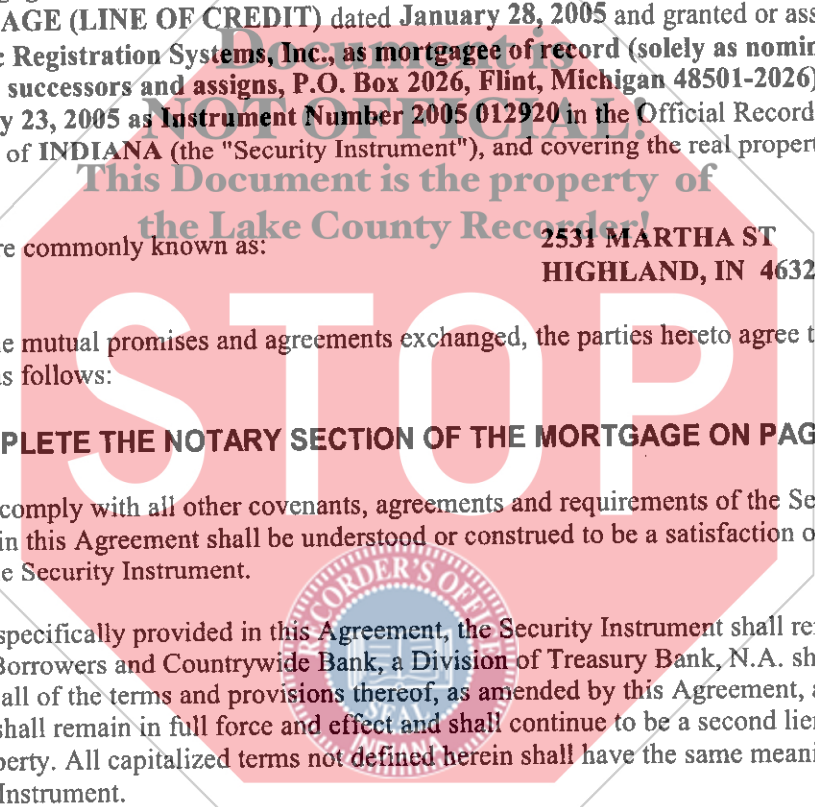 AGE (LINE OF CREDIT) dated January 28, 2005 and granted or ass
Registration Systems, Inc., as mortgagee of record (solely as nomin
successors and assigns, P.O. Box 2026, Flint, Michigan 48501-2026)
y 23, 2005 as Instrument Number 2005 012920 in the Official Record
of INDIANA (the "Security Instrument"), and covering the real propert
Document is
NOT OFFICIAL!
This Document is the property of
the Lake County Recorder!
re commonly known as: 2531 MARTHA ST
HIGHLAND, IN 4632
e mutual promises and agreements exchanged, the parties hereto agree t
as follows:
STOP
PLETE THE NOTARY SECTION OF THE MORTGAGE ON PAG
comply with all other covenants, agreements and requirements of the Se
in this Agreement shall be understood or construed to be a satisfaction o
e Security Instrument.
specifically provided in this Agreement, the Security Instrument shall re
Borrowers and Countrywide Bank, a Division of Treasury Bank, N.A. sh
all of the terms and provisions thereof, as amended by this Agreement, a
shall remain in full force and effect and shall continue to be a second lien
perty. All capitalized terms not defined herein shall have the same meani
Instrument.
RECORDER'S OFFICE
SEAL
INDIANA